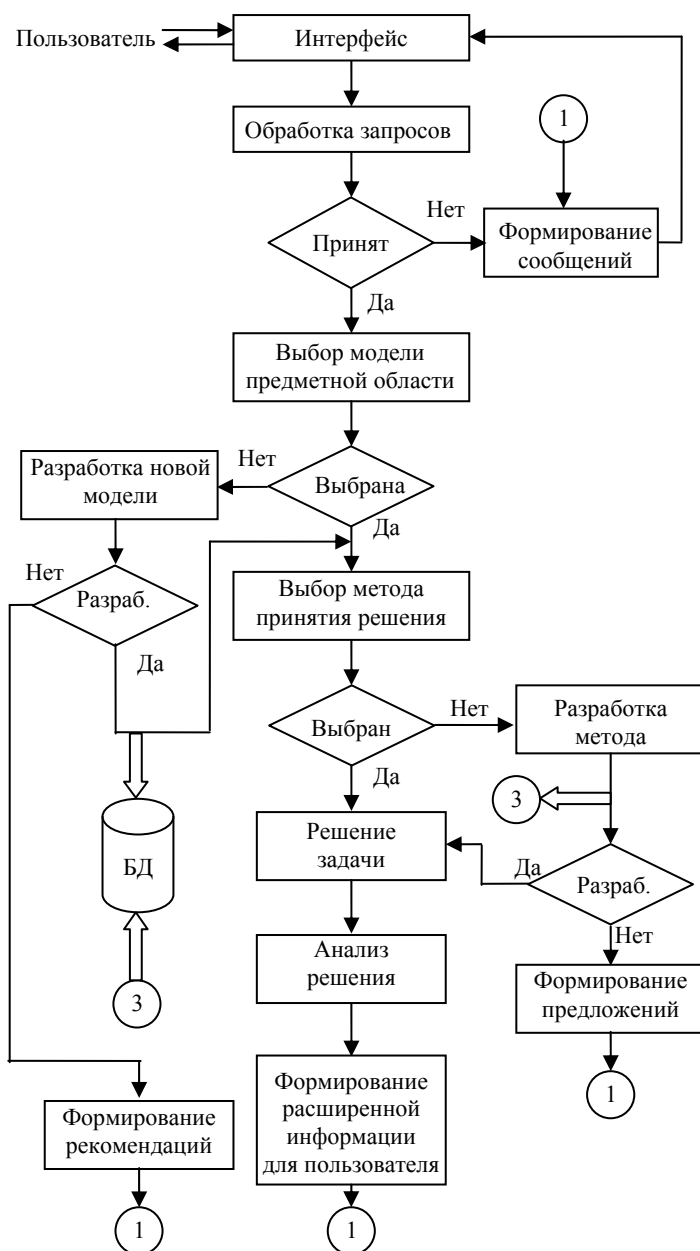 Пользователь
Интерфейс
Обработка запросов
1
Принят
Нет
Формирование
сообщений
Да
Выбор модели
предметной области
Разработка новой
модели
Нет
Выбрана
Да
Нет
Разраб.
Выбор метода
принятия решения
Да
Выбран
Нет
Разработка
метода
Да
3
БД
Решение
задачи
Да
Разраб.
Нет
3
Анализ
решения
Формирование
предложений
1
Формирование
рекомендаций
Формирование
расширенной
информации
для пользователя
1
1